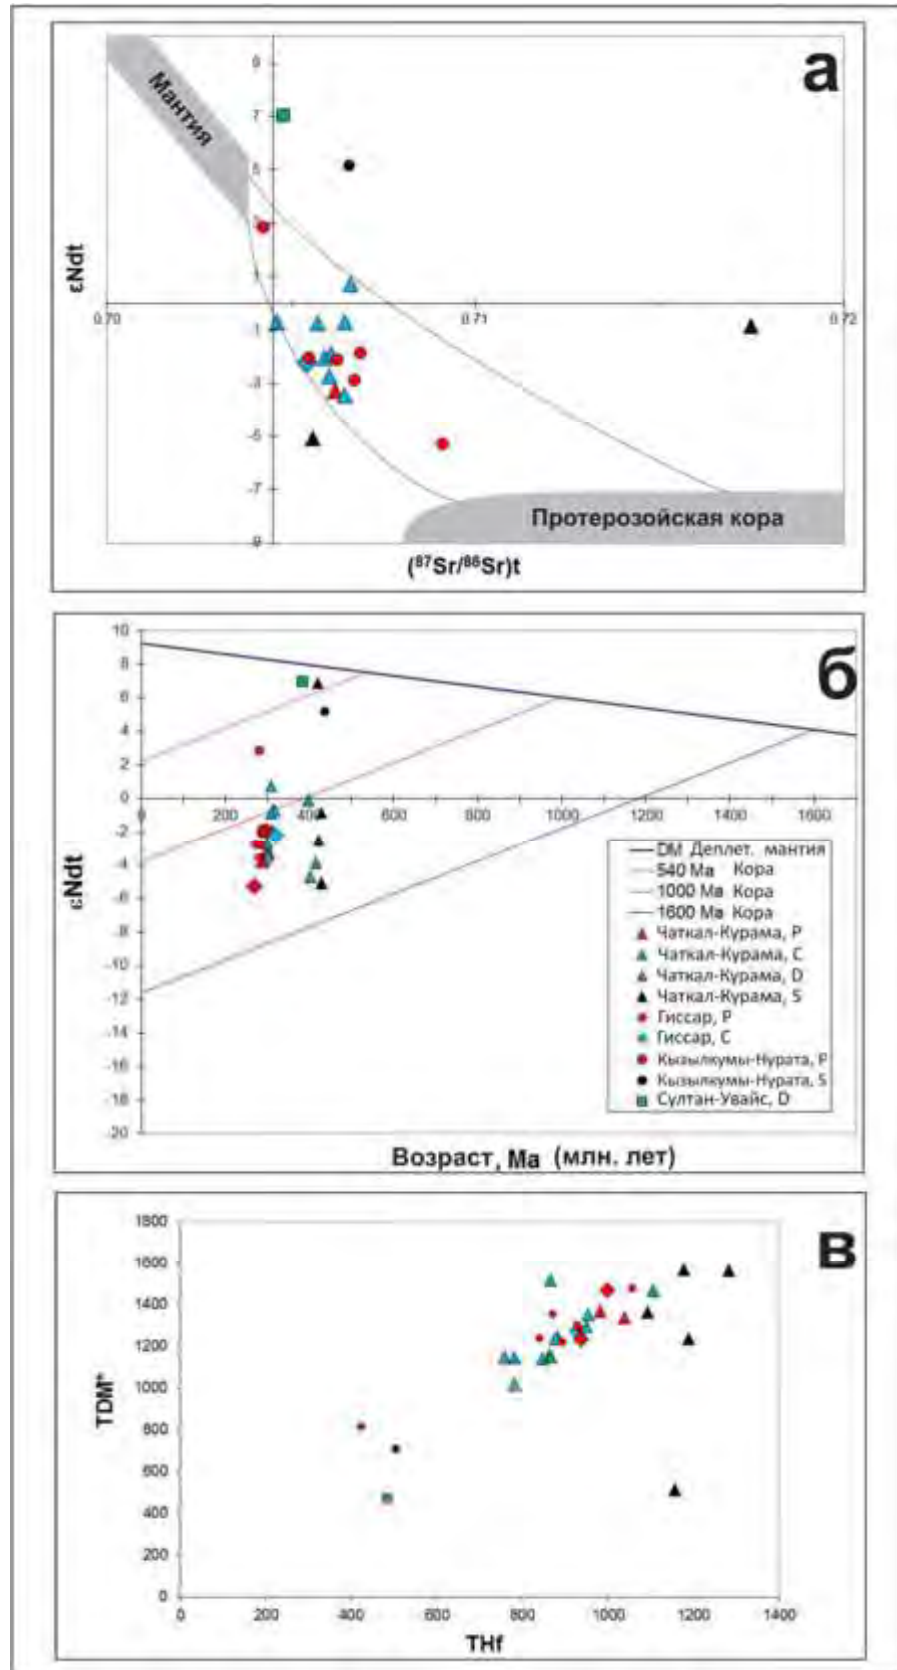 а
9
7
5
Мантия
εNdt
1
0.70
0.71
0.72
-1
-3
-5
-7
9
Протерозойская кора
(⁸⁷Sr/⁸⁶Sr)t
б
10
8
6
4
2
0
0 200 400 600 800 1000 1200 1400 1600
-2
-4
-6
-8
-10
-12
-14
-16
-18
-20
εNdt
DM Деплет. мантия
540 Ma Кора
1000 Ma Кора
1600 Ma Кора
Чаткал-Курама, P
Чаткал-Курама, C
Чаткал-Курама, D
Чаткал-Курама, S
Гиссар, P
Гиссар, C
Кызылкумы-Нурата, P
Кызылкумы-Нурата, S
Султан-Увайс, D
Возраст, Ma (млн. лет)
в
1800
1600
1400
1200
1000
800
600
400
200
0
TDM*
0 200 400 600 800 1000 1200 1400
THf